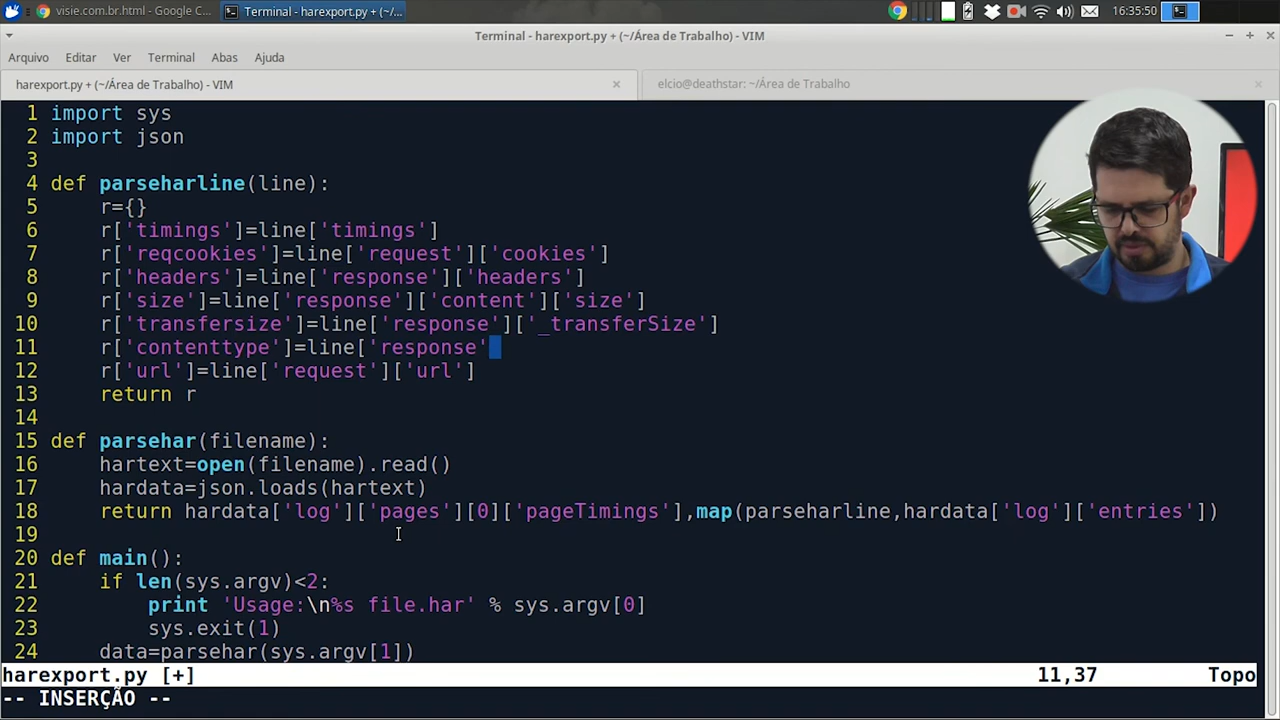 visie.com.br.html - Google C...
Terminal - harexport.py + (~/...
16:35:50
Terminal - harexport.py + (~/Área de Trabalho) - VIM
Arquivo Editar Ver Terminal Abas Ajuda
harexport.py + (~/Área de Trabalho) - VIM
elcio@deathstar: ~/Área de Trabalho
1 import sys
2 import json
3
4 def parseharline(line):
5     r={}
6     r['timings']=line['timings']
7     r['reqcookies']=line['request']['cookies']
8     r['headers']=line['response']['headers']
9     r['size']=line['response']['content']['size']
10     r['transfersize']=line['response']['_transferSize']
11     r['contenttype']=line['response'
12     r['url']=line['request']['url']
13     return r
14
15 def parsehar(filename):
16     hartext=open(filename).read()
17     hardata=json.loads(hartext)
18     return hardata['log']['pages'][0]['pageTimings'],map(parseharline,hardata['log']['entries'])
19
20 def main():
21     if len(sys.argv)<2:
22         print 'Usage:\n%s file.har' % sys.argv[0]
23         sys.exit(1)
24     data=parsehar(sys.argv[1])
harexport.py [+] 11,37 Topo
-- INSERÇÃO --